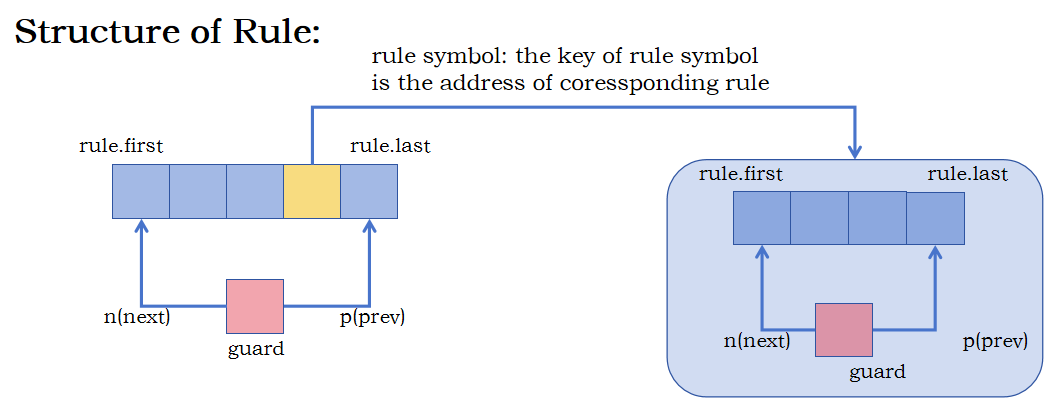 Structure of Rule:
rule symbol: the key of rule symbol
is the address of coressponding rule
rule.first
rule.last
n(next)
p(prev)
guard
rule.first
rule.last
n(next)
p(prev)
guard